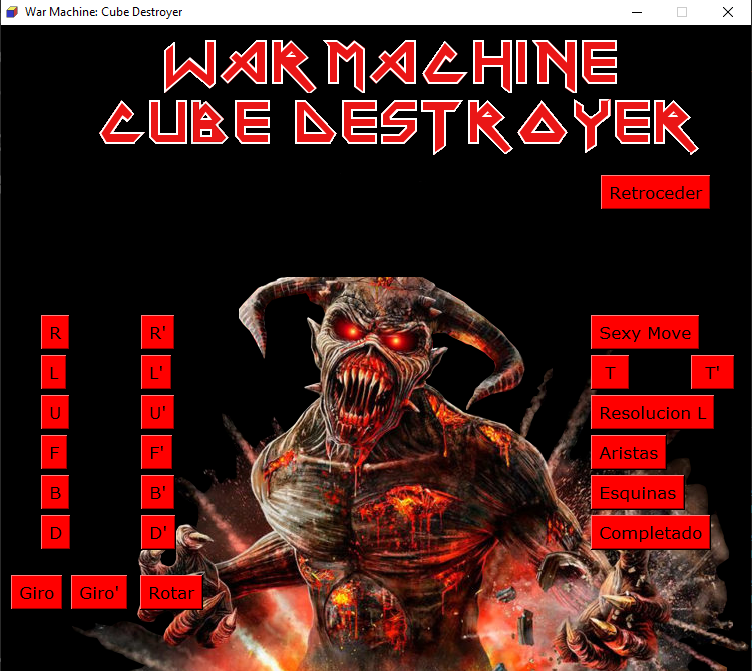 War Machine: Cube Destroyer
WAR MACHINE
CUBE DESTROYER
Retroceder
R R' Sexy Move
L L' T T'
U U' Resolucion L
F F' Aristas
B B' Esquinas
D D' Completado
Giro Giro' Rotar